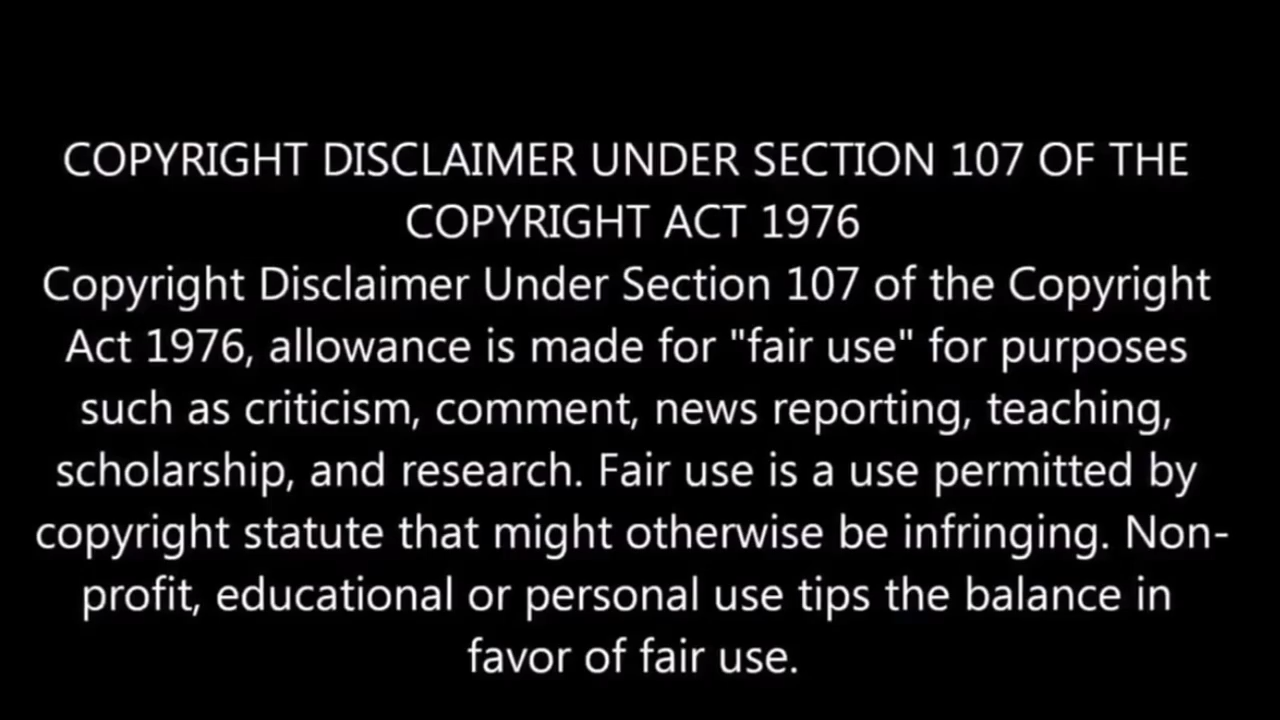 COPYRIGHT DISCLAIMER UNDER SECTION 107 OF THE
COPYRIGHT ACT 1976
Copyright Disclaimer Under Section 107 of the Copyright
Act 1976, allowance is made for "fair use" for purposes
such as criticism, comment, news reporting, teaching,
scholarship, and research. Fair use is a use permitted by
copyright statute that might otherwise be infringing. Non-
profit, educational or personal use tips the balance in
favor of fair use.